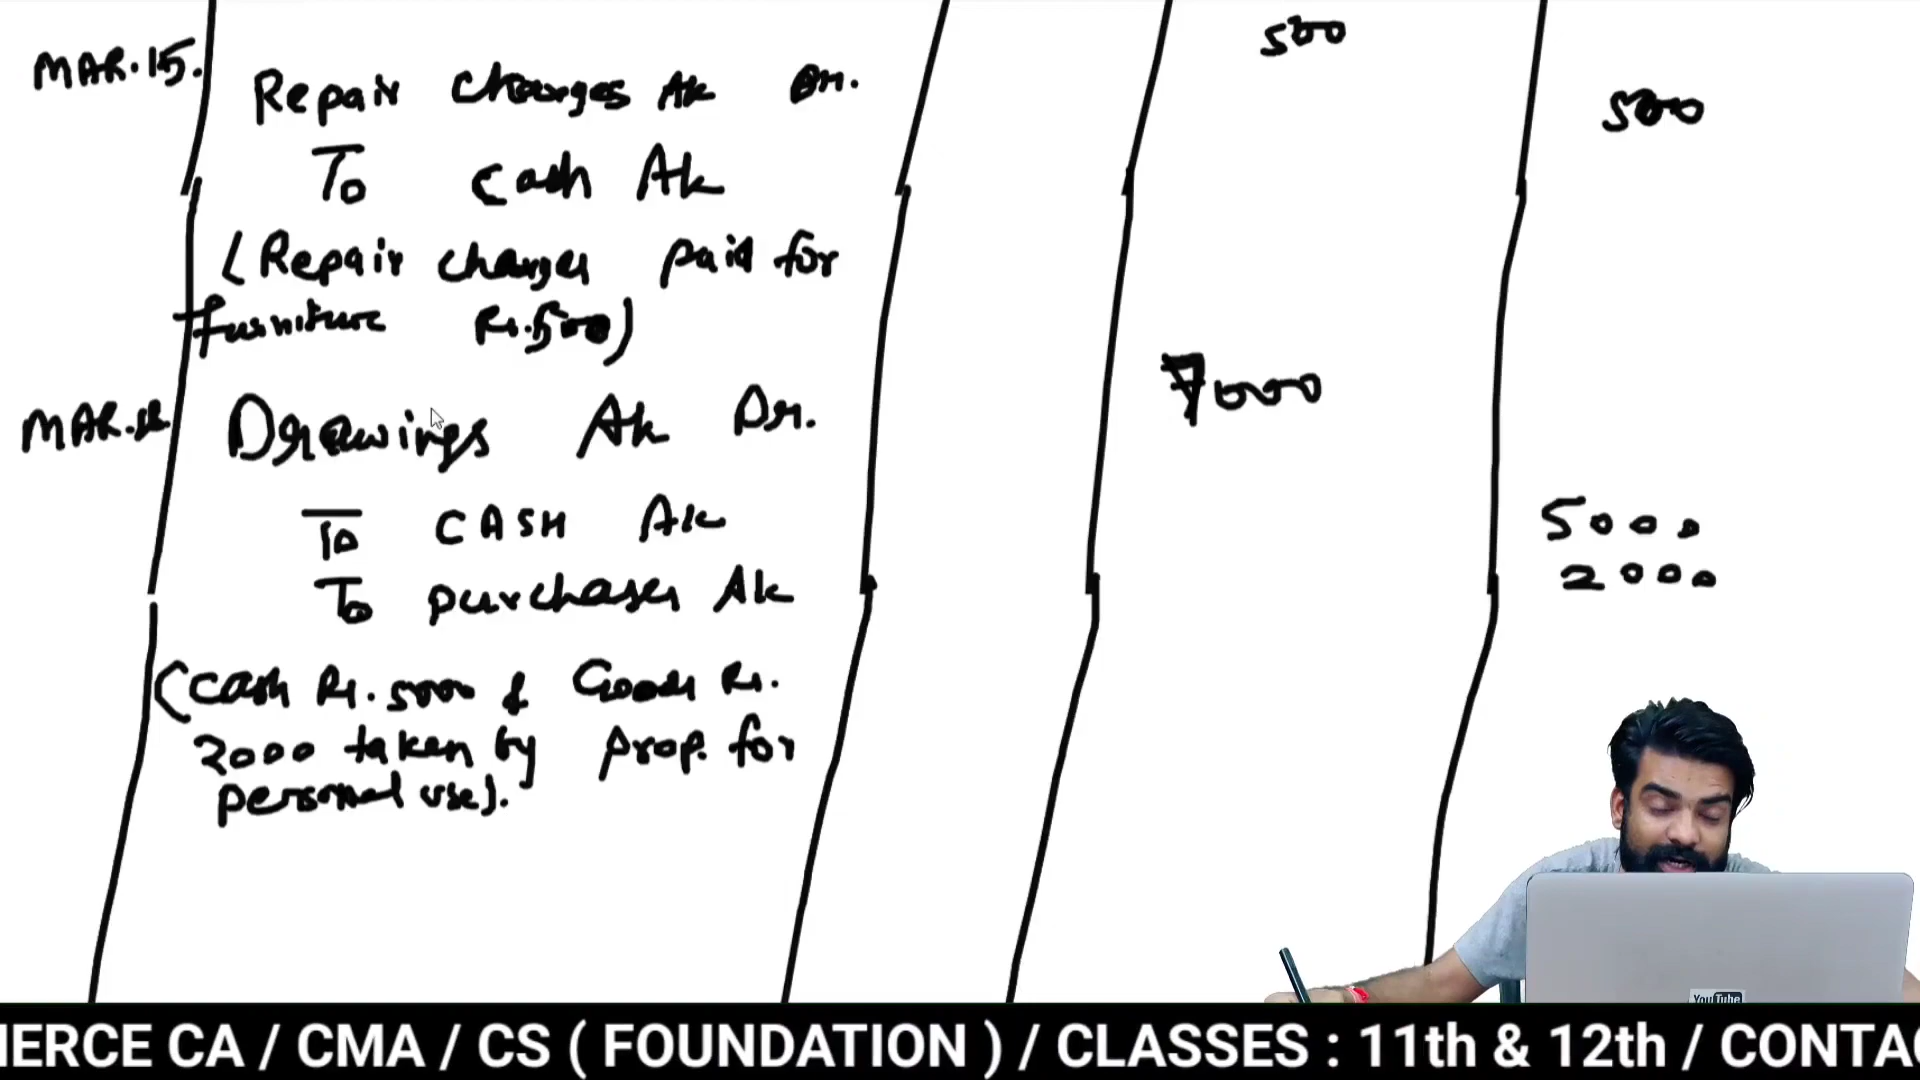 MAR.15. Repair charges A/c Dr. 500
To cash A/c 500
(Repair charges paid for
furniture Rs.500)
MAR. Drawings A/c Dr. 7000
To CASH A/c 5000
To purchases A/c 2000
(cash Rs. 5000 & Goods Rs.
2000 taken by prop. for
personal use).
YouTube
MERCE CA / CMA / CS ( FOUNDATION ) / CLASSES : 11th & 12th / CONTAC